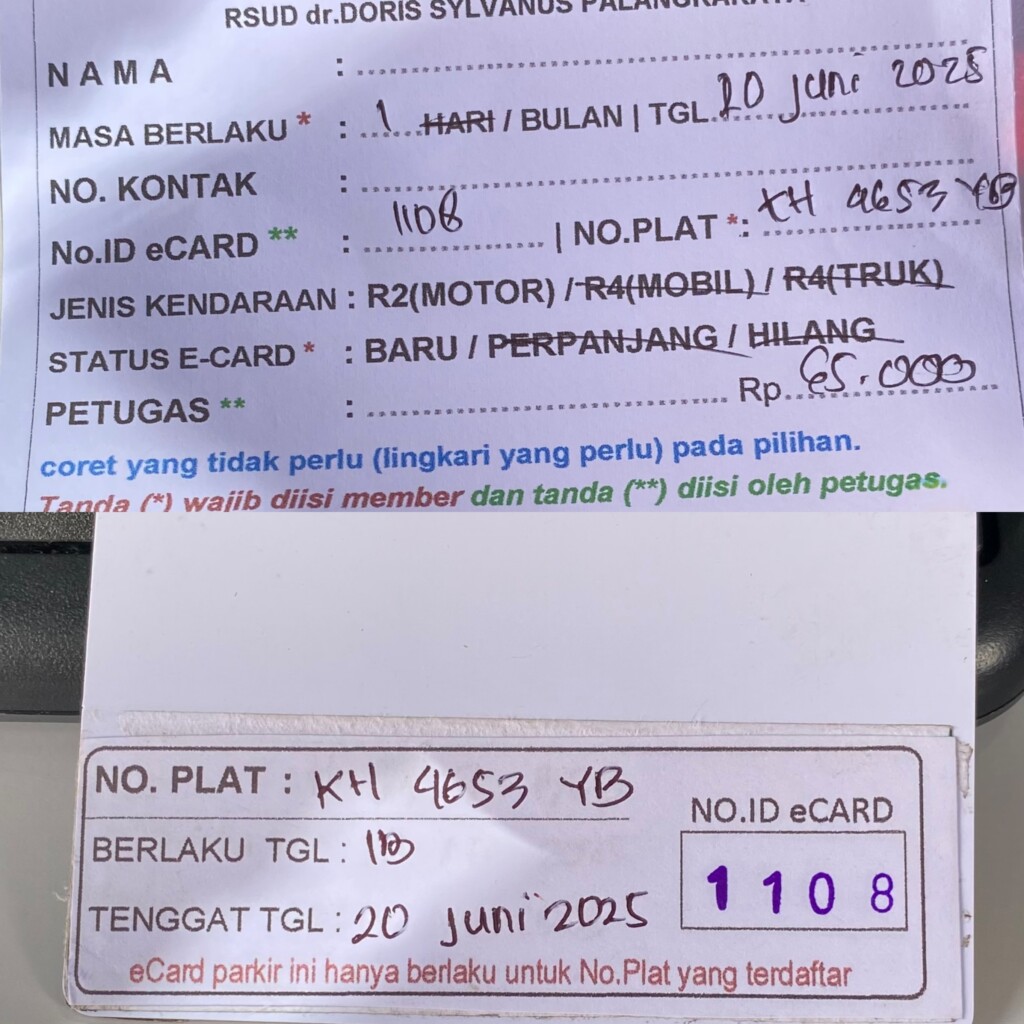 RSUD dr.DORIS SYLVANUS PALANGKARAYA
NAMA : 
MASA BERLAKU * : 1 HARI / BULAN | TGL. 20 juni 2025
NO. KONTAK :
No.ID eCARD ** : 1108 | NO.PLAT *: KH 4653 YB
JENIS KENDARAAN : R2(MOTOR) / R4(MOBIL) / R4(TRUK)
STATUS E-CARD * : BARU / PERPANJANG / HILANG
PETUGAS ** : Rp. 65.000
coret yang tidak perlu (lingkari yang perlu) pada pilihan.
Tanda (*) wajib diisi member dan tanda (**) diisi oleh petugas.
NO. PLAT : KH 4653 YB
BERLAKU TGL :
TENGGAT TGL : 20 juni 2025
NO.ID eCARD
1108
eCard parkir ini hanya berlaku untuk No.Plat yang terdaftar